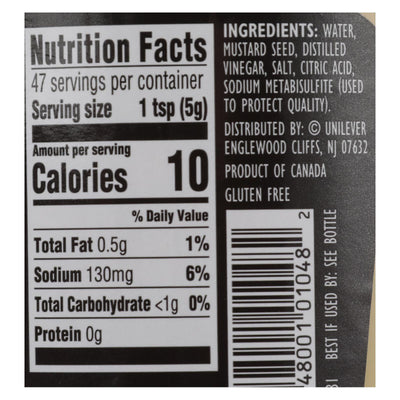 Nutrition Facts
47 servings per container
Serving size 1 tsp (5g)
Amount per serving
Calories 10
% Daily Value
Total Fat 0.5g 1%
Sodium 130mg 6%
Total Carbohydrate <1g 0%
Protein 0g
INGREDIENTS: WATER,
MUSTARD SEED, DISTILLED
VINEGAR, SALT, CITRIC ACID,
SODIUM METABISULFITE (USED
TO PROTECT QUALITY).
DISTRIBUTED BY: © UNILEVER
ENGLEWOOD CLIFFS, NJ 07632
PRODUCT OF CANADA
GLUTEN FREE
48001 01048 2
BEST IF USED BY: SEE BOTTLE